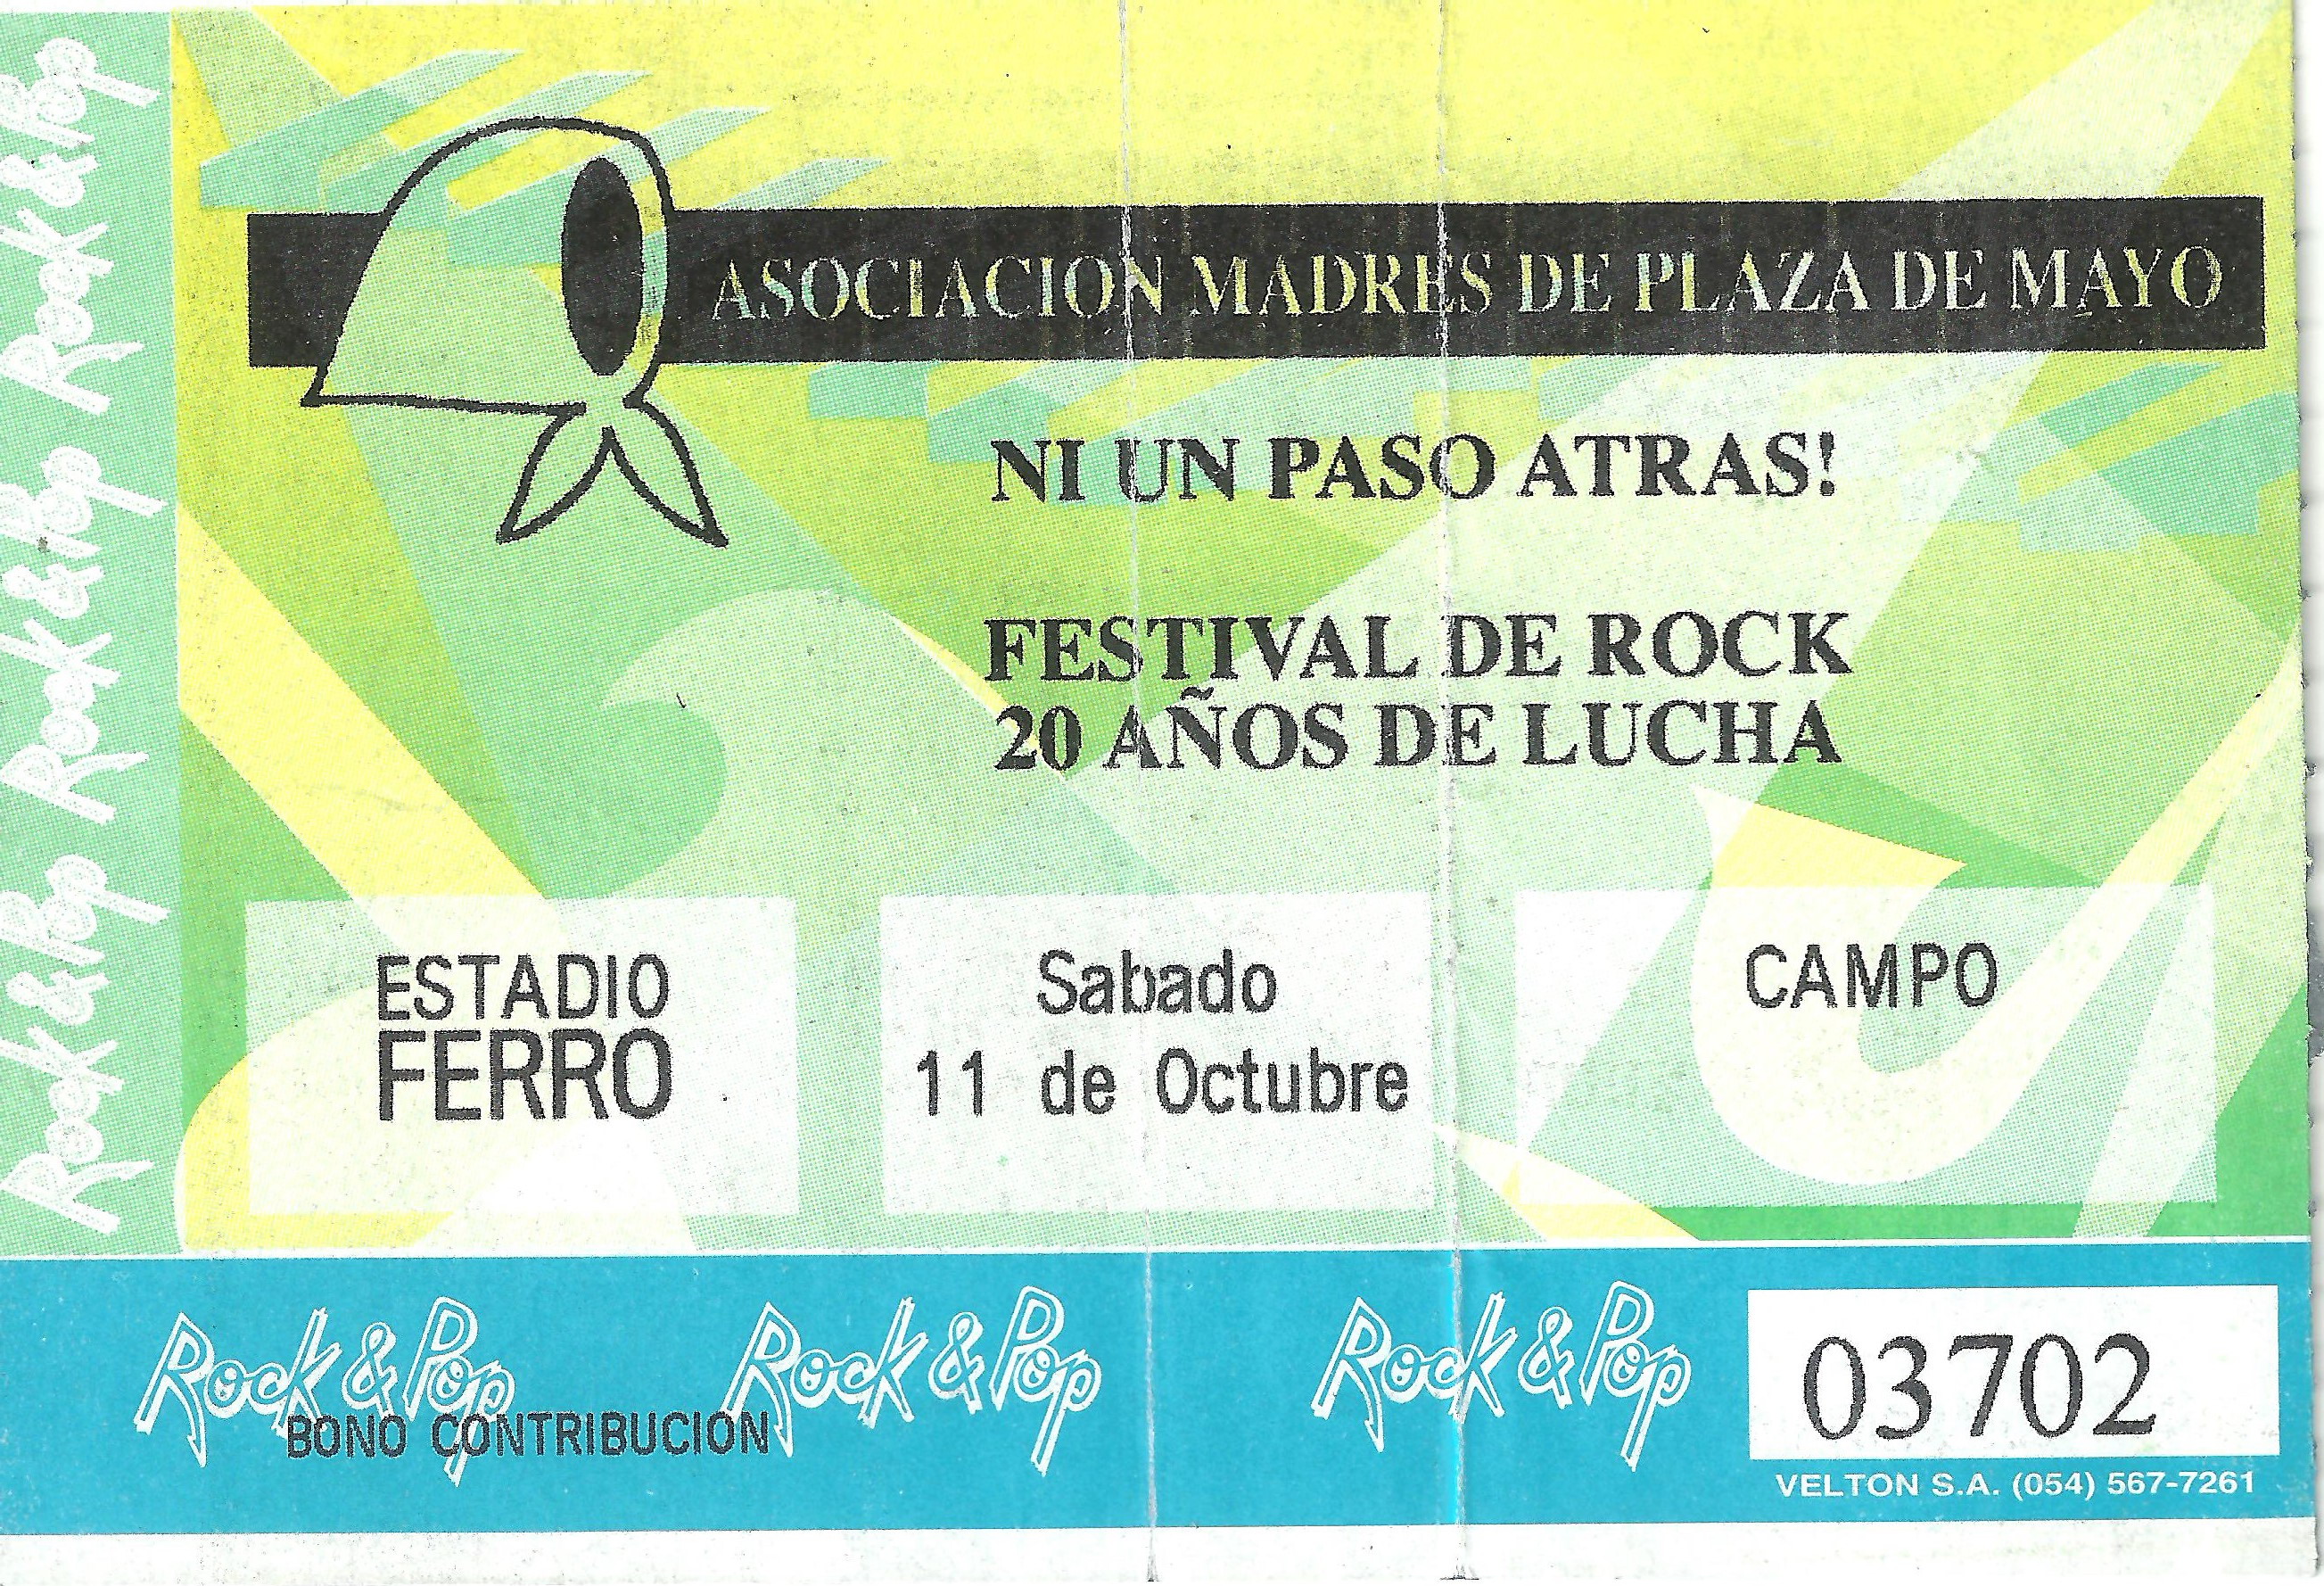 Rock & Pop Rock & Pop Rock & Pop
ASOCIACION MADRES DE PLAZA DE MAYO
NI UN PASO ATRAS!
FESTIVAL DE ROCK
20 AÑOS DE LUCHA
ESTADIO
FERRO
Sabado
11 de Octubre
CAMPO
Rock & Pop Rock & Pop Rock & Pop
BONO CONTRIBUCION
03702
VELTON S.A. (054) 567-7261